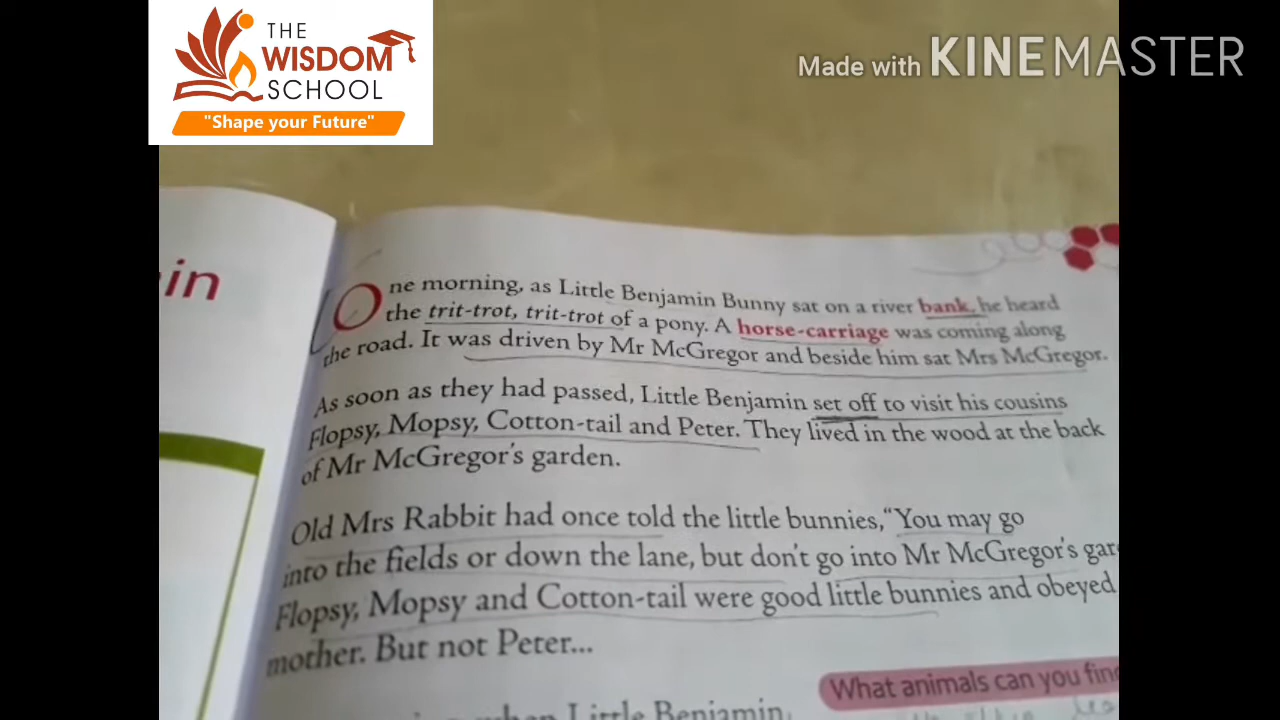 THE
WISDOM
SCHOOL
"Shape your Future"
Made with KINEMASTER
in
One morning, as Little Benjamin Bunny sat on a river bank, he heard
the trit-trot, trit-trot of a pony. A horse-carriage was coming along
the road. It was driven by Mr McGregor and beside him sat Mrs McGregor.
As soon as they had passed, Little Benjamin set off to visit his cousins
Flopsy, Mopsy, Cotton-tail and Peter. They lived in the wood at the back
of Mr McGregor's garden.
Old Mrs Rabbit had once told the little bunnies, "You may go
into the fields or down the lane, but don't go into Mr McGregor's gar
Flopsy, Mopsy and Cotton-tail were good little bunnies and obeyed
mother. But not Peter...
What animals can you find
when Little Benjamin